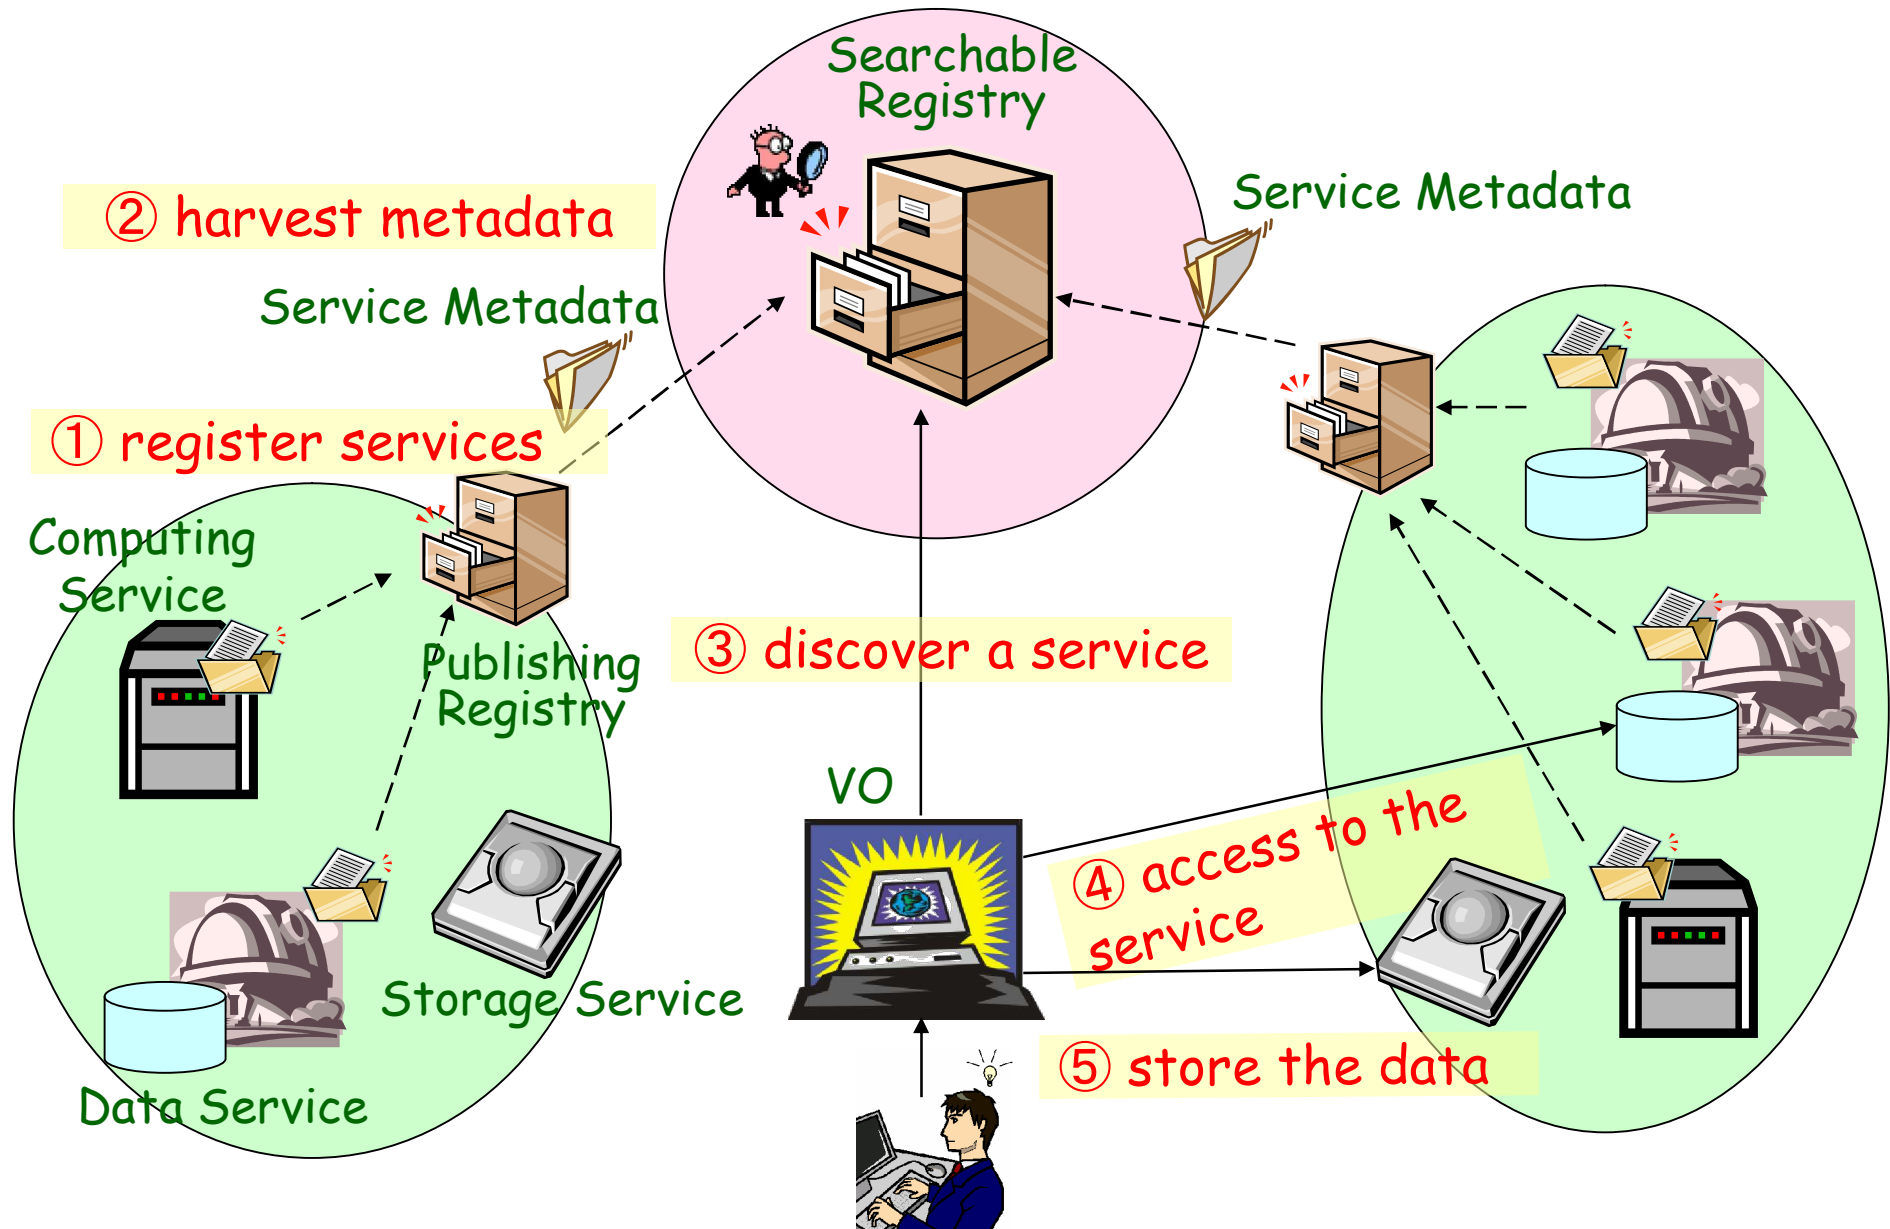 Searchable
Registry
② harvest metadata
Service Metadata
Service Metadata
① register services
Computing
Service
Publishing
Registry
③ discover a service
VO
④ access to the
service
Storage Service
⑤ store the data
Data Service